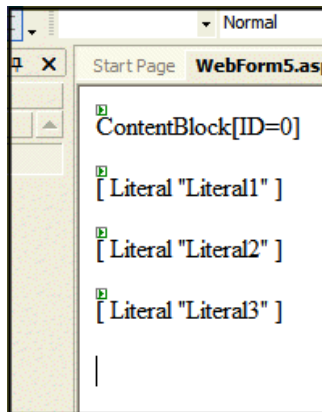 Normal
Start Page WebForm5.asp
ContentBlock[ID=0]
[ Literal "Literal1" ]
[ Literal "Literal2" ]
[ Literal "Literal3" ]